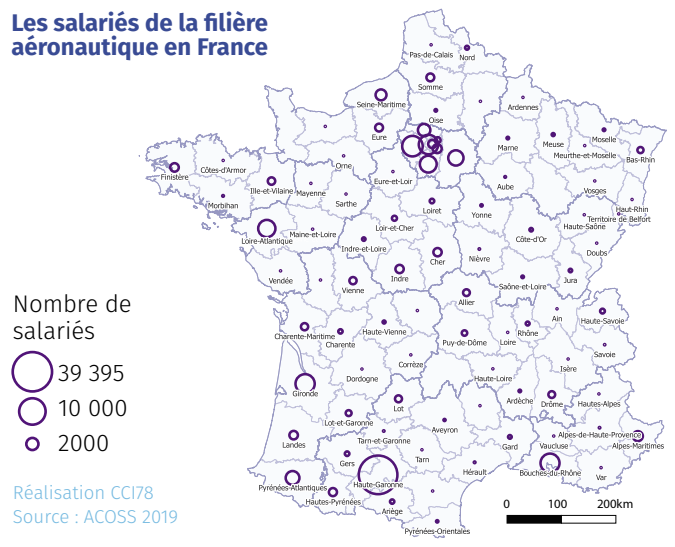 Les salariés de la filière
aéronautique en France
Pas-de-Calais
Nord
Somme
Seine-Maritime
Ardennes
Oise
Eure
Marne
Meuse
Moselle
Meurthe-et-Moselle
Bas-Rhin
Orne
Côtes-d'Armor
Finistère
Ille-et-Vilaine
Mayenne
Eure-et-Loir
Aube
Vosges
Morbihan
Sarthe
Loiret
Yonne
Haut-Rhin
Territoire de Belfort
Haute-Saône
Loir-et-Cher
Loire-Atlantique
Maine-et-Loire
Indre-et-Loire
Côte-d'Or
Cher
Nièvre
Doubs
Vendée
Vienne
Indre
Saône-et-Loire
Jura
Allier
Nombre de
salariés
39 395
10 000
2000
Charente-Maritime
Charente
Haute-Vienne
Puy-de-Dôme
Loire
Rhône
Ain
Haute-Savoie
Savoie
Corrèze
Dordogne
Isère
Haute-Loire
Gironde
Lot
Ardèche
Drôme
Hautes-Alpes
Lot-et-Garonne
Aveyron
Landes
Tarn-et-Garonne
Gard
Vaucluse
Alpes-de-Haute-Provence
Alpes-Maritimes
Gers
Tarn
Hérault
Bouches-du-Rhône
Var
Pyrénées-Atlantiques
Haute-Garonne
Hautes-Pyrénées
Ariège
Pyrénées-Orientales
Réalisation CCI78
Source : ACOSS 2019
0 100 200km